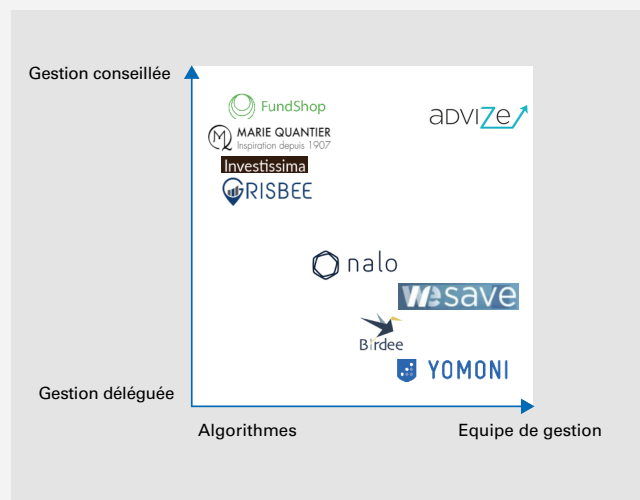 Gestion conseillée
FundShop
ADVIZe
MARIE QUANTIER
Inspiration depuis 1907
Investissima
GRISBEE
nalo
Wesave
Birdee
YOMONI
Gestion déléguée
Algorithmes
Equipe de gestion